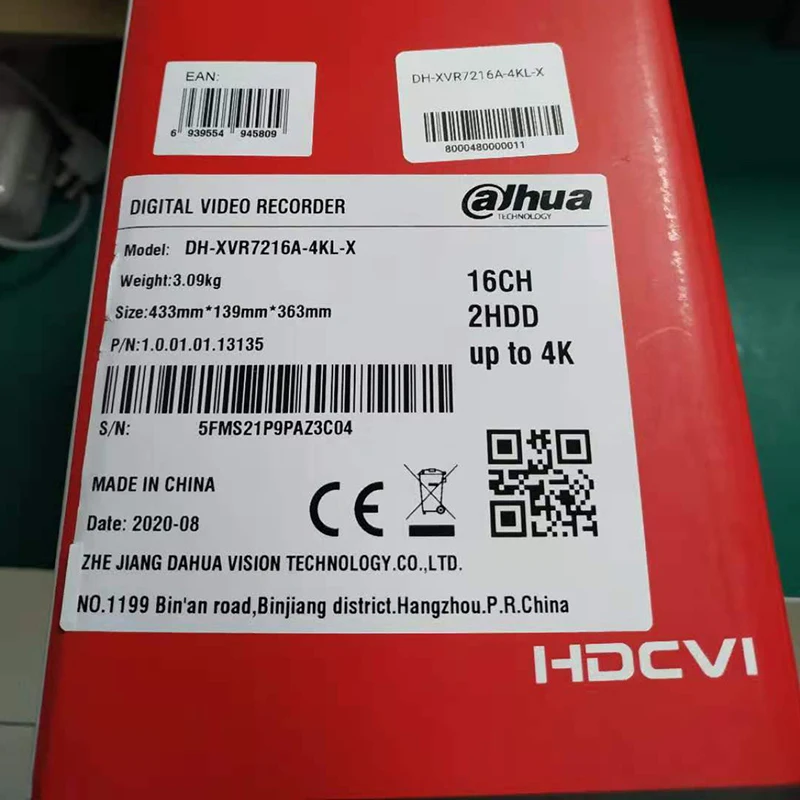 EAN:
6 939554 945809
DH-XVR7216A-4KL-X
8000480000011
DIGITAL VIDEO RECORDER
alhua
TECHNOLOGY
Model: DH-XVR7216A-4KL-X
Weight:3.09kg
Size:433mm*139mm*363mm
P/N:1.0.01.01.13135
16CH
2HDD
up to 4K
S/N: 5FMS21P9PAZ3C04
MADE IN CHINA
Date: 2020-08
CE
ZHE JIANG DAHUA VISION TECHNOLOGY.CO.,LTD.
NO.1199 Bin'an road,Binjiang district.Hangzhou.P.R.China
HDCVI